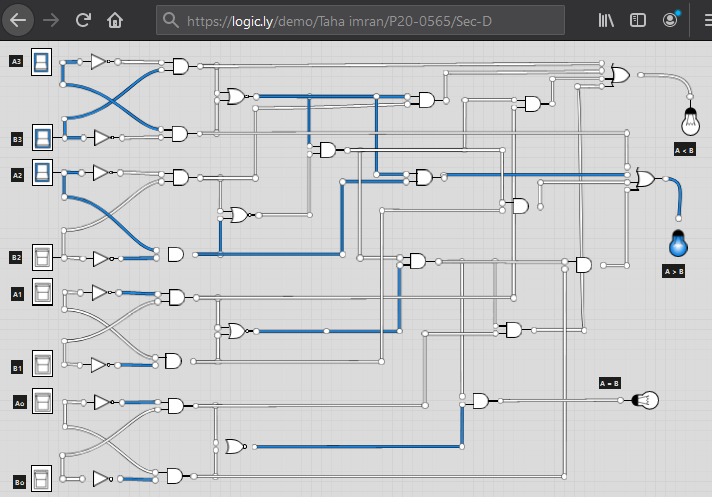 https://logic.ly/demo/Taha imran/P20-0565/Sec-D
A3
B3
A < B
A2
A > B
B2
A1
B1
A = B
Ao
Bo